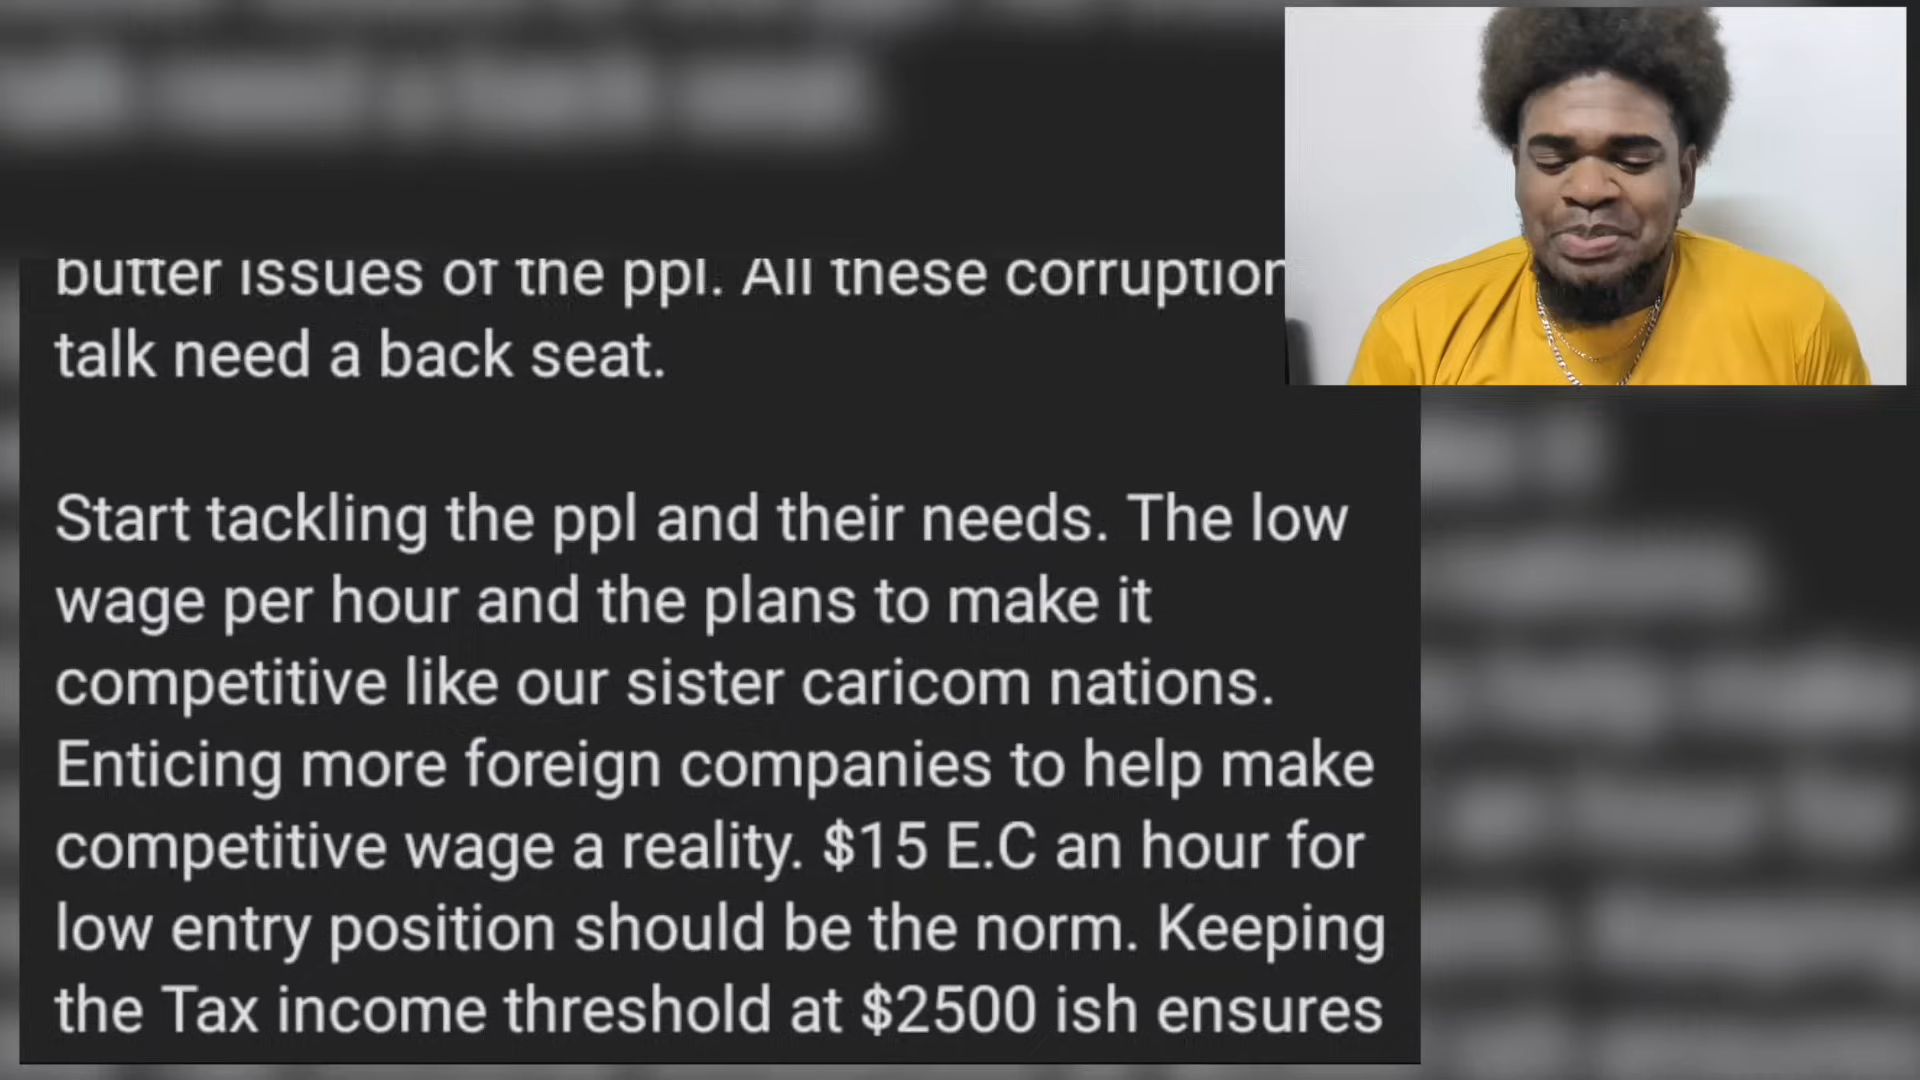 butter issues of the ppl. All these corruption
talk need a back seat.
Start tackling the ppl and their needs. The low
wage per hour and the plans to make it
competitive like our sister caricom nations.
Enticing more foreign companies to help make
competitive wage a reality. $15 E.C an hour for
low entry position should be the norm. Keeping
the Tax income threshold at $2500 ish ensures